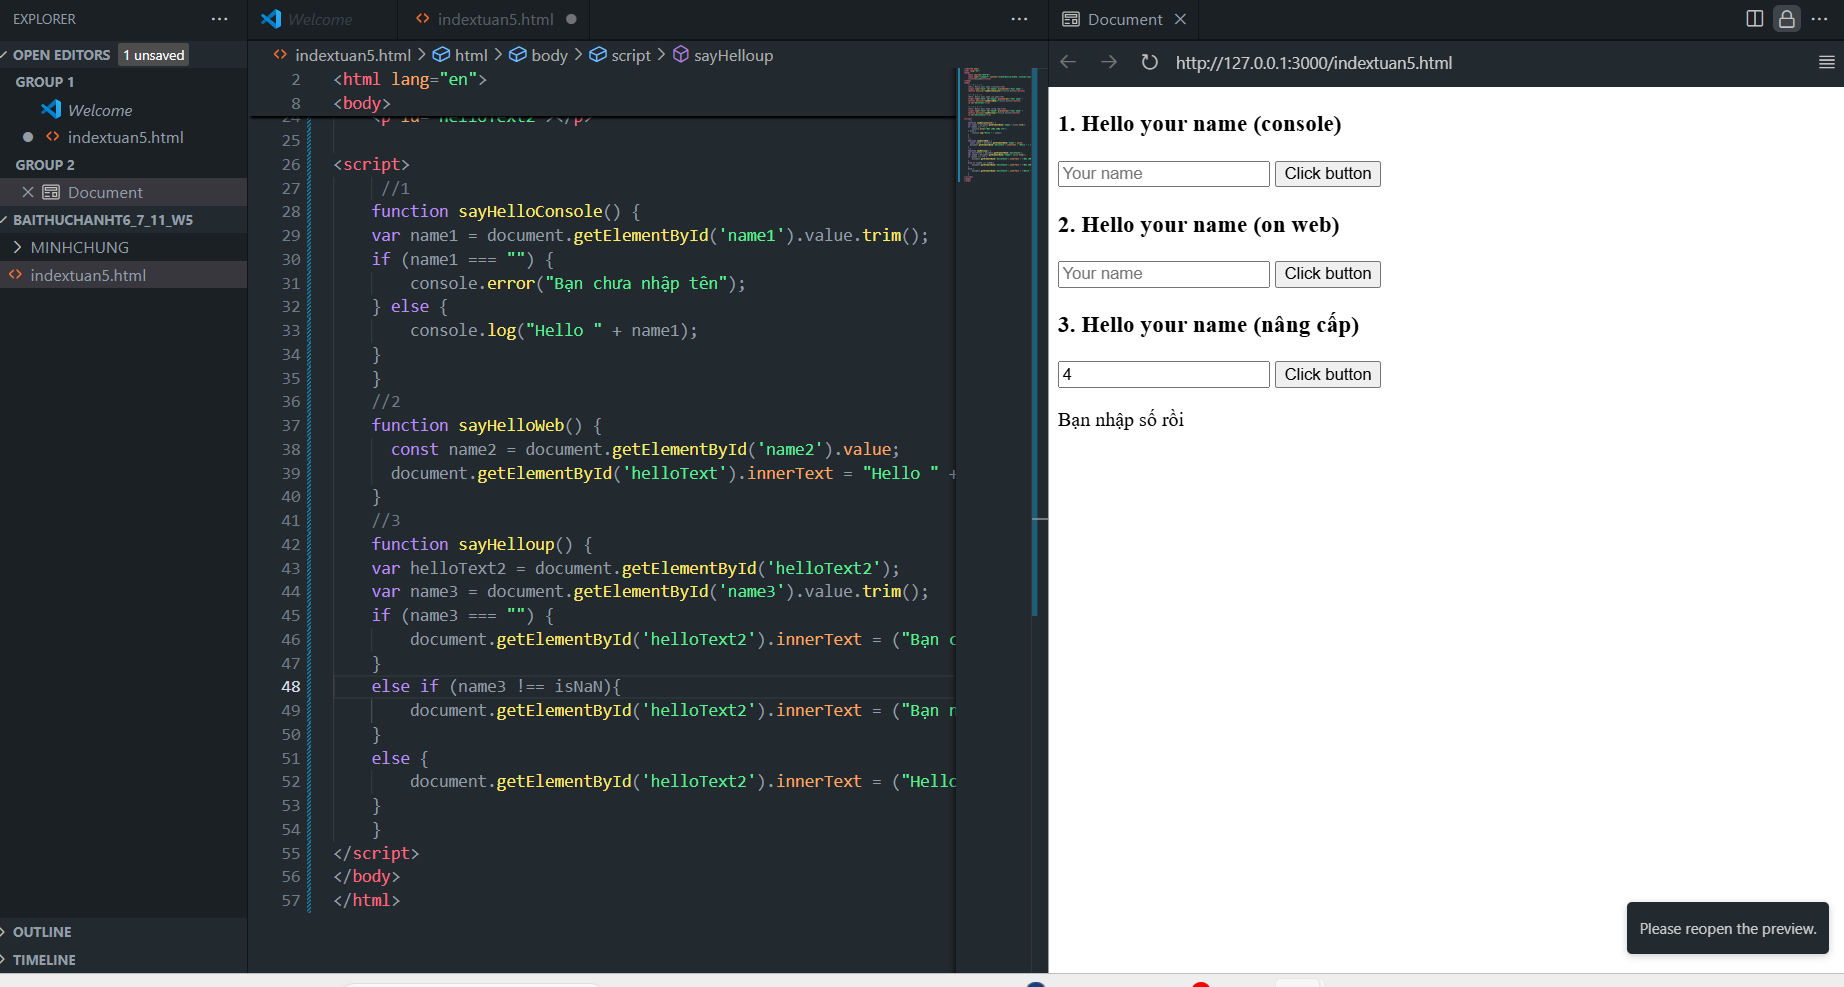 EXPLORER
OPEN EDITORS 1 unsaved
GROUP 1
Welcome
indextuan5.html
GROUP 2
Document
BAITHUCHANHT6_7_11_W5
MINHCHUNG
indextuan5.html
OUTLINE
TIMELINE
Welcome indextuan5.html
indextuan5.html > html > body > script > sayHelloup
2 <html lang="en">
8 <body>
24 <p id="helloText2"></p>
25
26 <script>
27 //1
28 function sayHelloConsole() {
29 var name1 = document.getElementById('name1').value.trim();
30 if (name1 === "") {
31 console.error("Bạn chưa nhập tên");
32 } else {
33 console.log("Hello " + name1);
34 }
35 }
36 //2
37 function sayHelloWeb() {
38 const name2 = document.getElementById('name2').value;
39 document.getElementById('helloText').innerText = "Hello " +
40 }
41 //3
42 function sayHelloup() {
43 var helloText2 = document.getElementById('helloText2');
44 var name3 = document.getElementById('name3').value.trim();
45 if (name3 === "") {
46 document.getElementById('helloText2').innerText = ("Bạn c
47 }
48 else if (name3 !== isNaN){
49 document.getElementById('helloText2').innerText = ("Bạn n
50 }
51 else {
52 document.getElementById('helloText2').innerText = ("Hello
53 }
54 }
55 </script>
56 </body>
57 </html>
Document
http://127.0.0.1:3000/indextuan5.html
1. Hello your name (console)
Your name Click button
2. Hello your name (on web)
Your name Click button
3. Hello your name (nâng cấp)
4 Click button
Bạn nhập số rồi
Please reopen the preview.